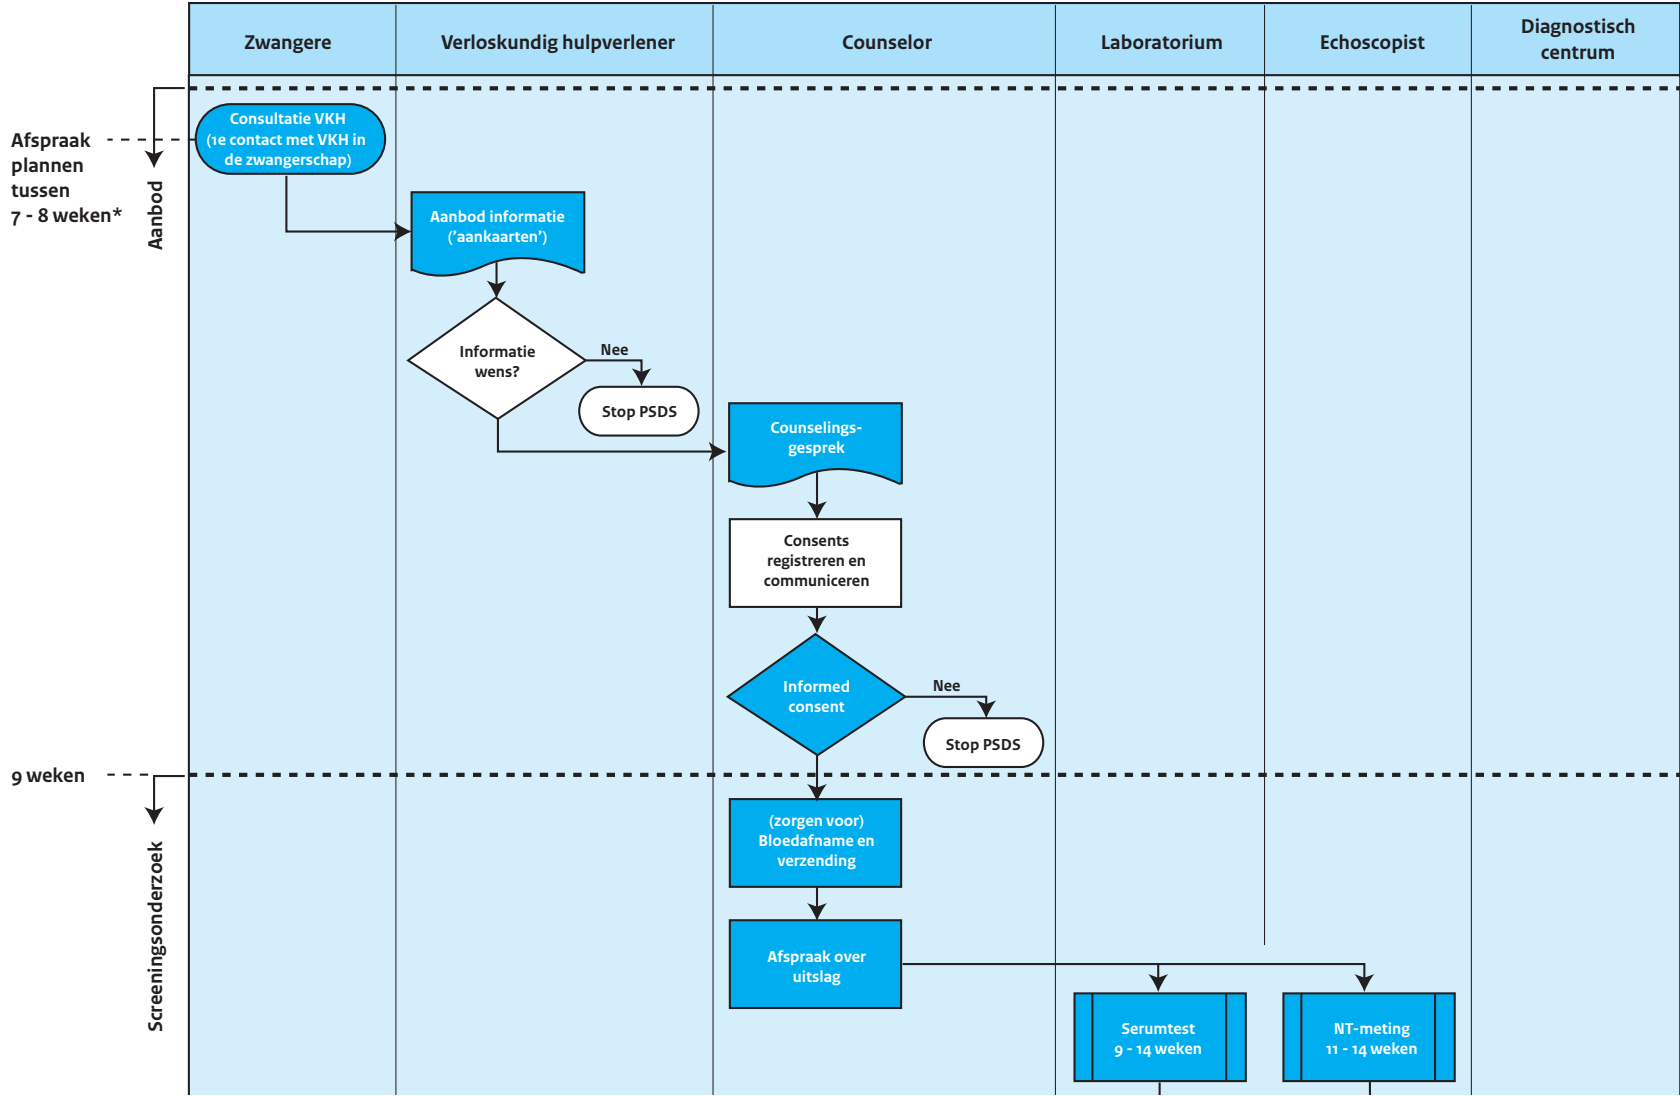 Zwangere
Verloskundig hulpverlener
Counselor
Laboratorium
Echoscopist
Diagnostisch
centrum
Afspraak
plannen
tussen
7 - 8 weken*
Aanbod
Consultatie VKH
(1e contact met VKH in
de zwangerschap)
Aanbod informatie
('aankaarten')
Informatie
wens?
Nee
Stop PSDS
Counselings-
gesprek
Consents
registreren en
communiceren
Informed
consent
Nee
Stop PSDS
9 weken
Screeningsonderzoek
(zorgen voor)
Bloedafname en
verzending
Afspraak over
uitslag
Serumtest
9 - 14 weken
NT-meting
11 - 14 weken